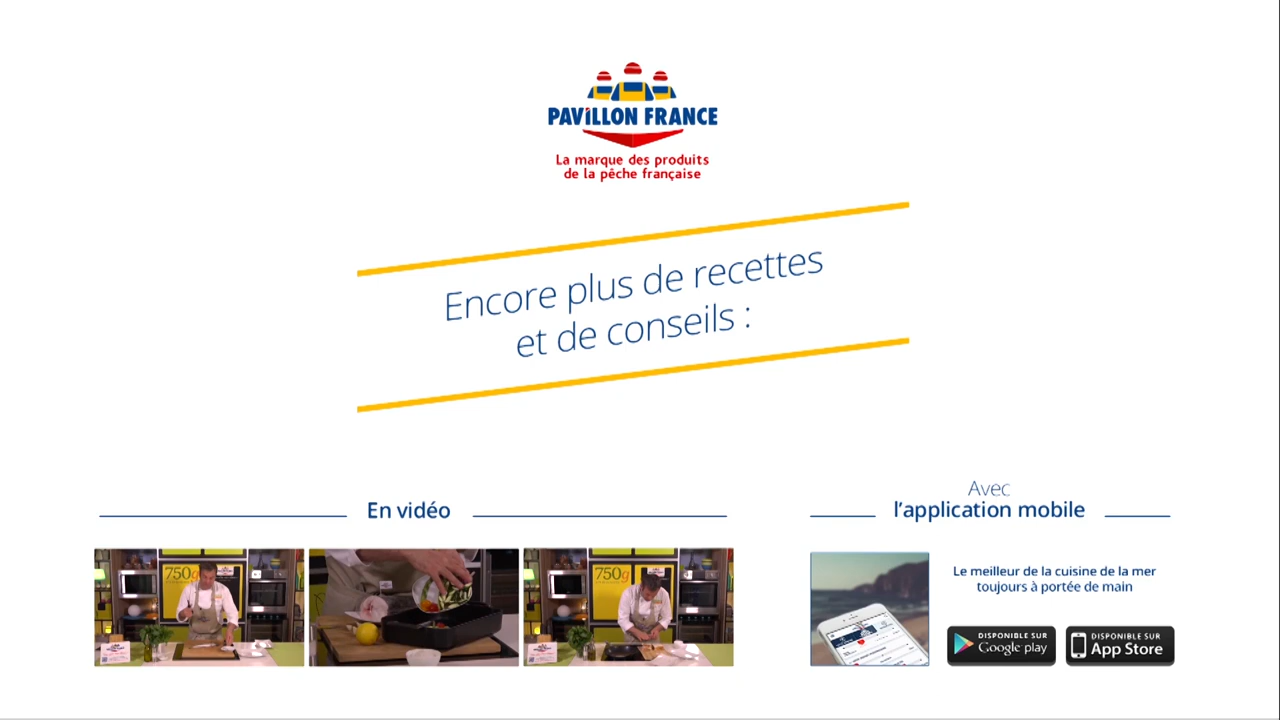 PAVILLON FRANCE
La marque des produits
de la pêche française
Encore plus de recettes
et de conseils :
En vidéo
Avec
l'application mobile
750g
750g
Le meilleur de la cuisine de la mer
toujours à portée de main
DISPONIBLE SUR
Google play
DISPONIBLE SUR
App Store